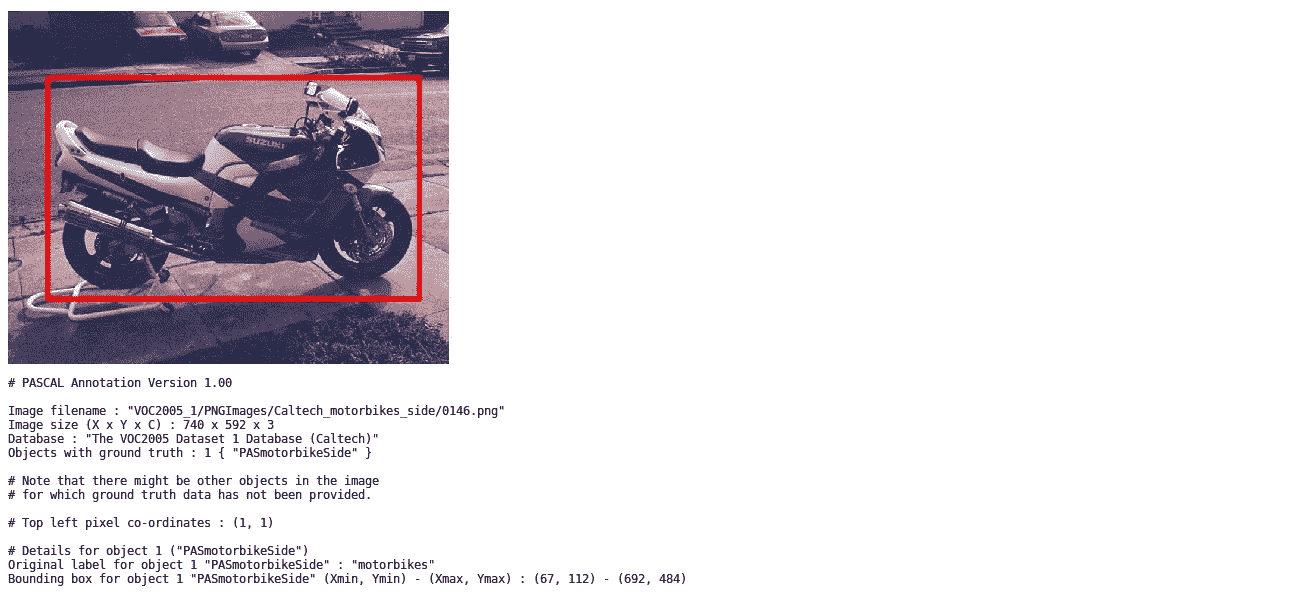 SUZUKI
# PASCAL Annotation Version 1.00
Image filename : "VOC2005_1/PNGImages/Caltech_motorbikes_side/0146.png"
Image size (X x Y x C) : 740 x 592 x 3
Database : "The VOC2005 Dataset 1 Database (Caltech)"
Objects with ground truth : 1 { "PASmotorbikeSide" }
# Note that there might be other objects in the image
# for which ground truth data has not been provided.
# Top left pixel co-ordinates : (1, 1)
# Details for object 1 ("PASmotorbikeSide")
Original label for object 1 "PASmotorbikeSide" : "motorbikes"
Bounding box for object 1 "PASmotorbikeSide" (Xmin, Ymin) - (Xmax, Ymax) : (67, 112) - (692, 484)